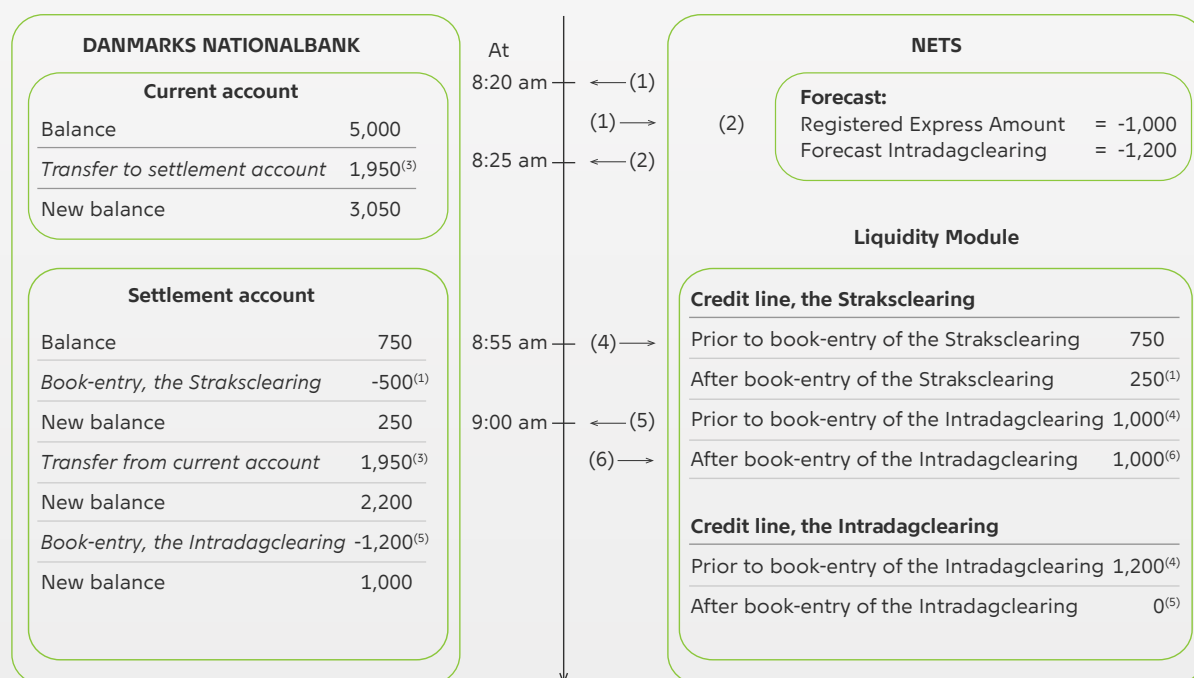 DANMARKS NATIONALBANK
Current account
Balance 5,000
Transfer to settlement account 1,950(3)
New balance 3,050
Settlement account
Balance 750
Book-entry, the Straksclearing -500(1)
New balance 250
Transfer from current account 1,950(3)
New balance 2,200
Book-entry, the Intradagclearing -1,200(5)
New balance 1,000
At
8:20 am (1)
(1)
8:25 am (2)
8:55 am (4)
9:00 am (5)
(6)
NETS
(2)
Forecast:
Registered Express Amount = -1,000
Forecast Intradagclearing = -1,200
Liquidity Module
Credit line, the Straksclearing
Prior to book-entry of the Straksclearing 750
After book-entry of the Straksclearing 250(1)
Prior to book-entry of the Intradagclearing 1,000(4)
After book-entry of the Intradagclearing 1,000(6)
Credit line, the Intradagclearing
Prior to book-entry of the Intradagclearing 1,200(4)
After book-entry of the Intradagclearing 0(5)